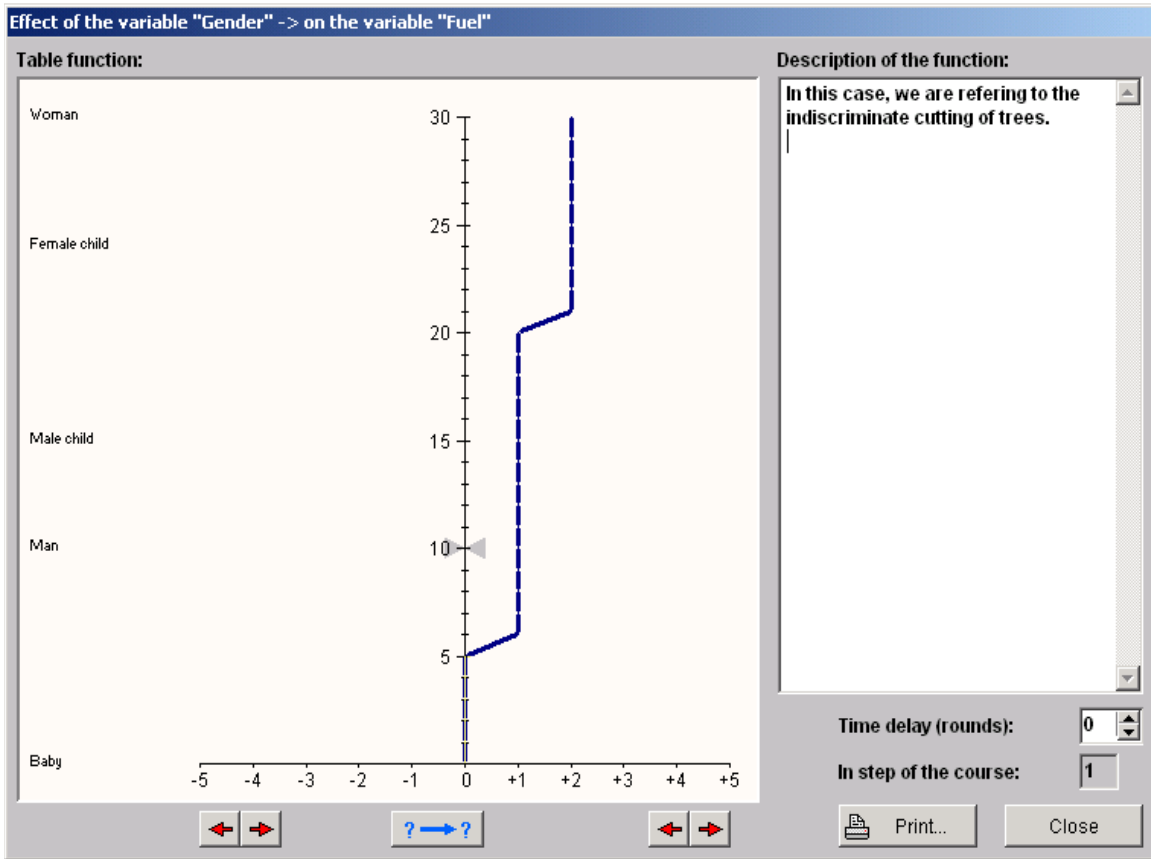 Effect of the variable "Gender" -> on the variable "Fuel"
Table function:
Description of the function:
In this case, we are refering to the
indiscriminate cutting of trees.
Woman
Female child
Male child
Man
Baby
30
25
20
15
10
5
-5 -4 -3 -2 -1 0 +1 +2 +3 +4 +5
? ?
Time delay (rounds): 0
In step of the course: 1
Print... Close